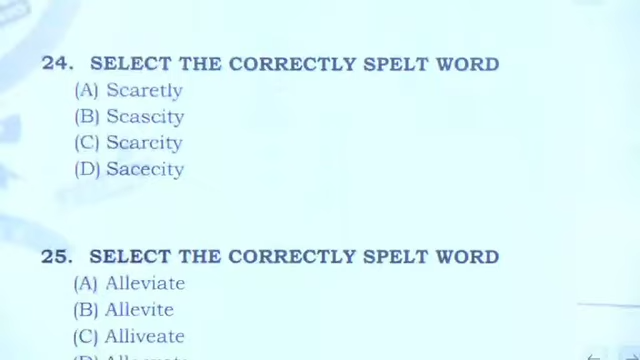 24. SELECT THE CORRECTLY SPELT WORD
(A) Scaretly
(B) Scascity
(C) Scarcity
(D) Sacecity
25. SELECT THE CORRECTLY SPELT WORD
(A) Alleviate
(B) Allevite
(C) Alliveate